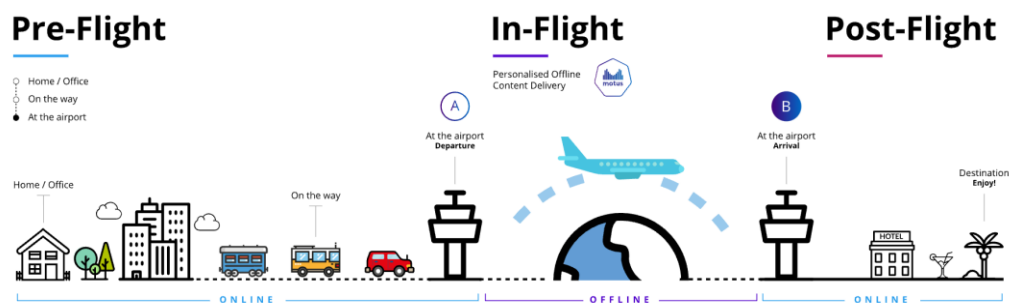 Pre-Flight
In-Flight
Post-Flight
Home / Office
On the way
At the airport
Personalised Offline
Content Delivery
motus
A
At the airport
Departure
B
At the airport
Arrival
Home / Office
On the way
Destination
Enjoy!
HOTEL
ONLINE
OFFLINE
ONLINE